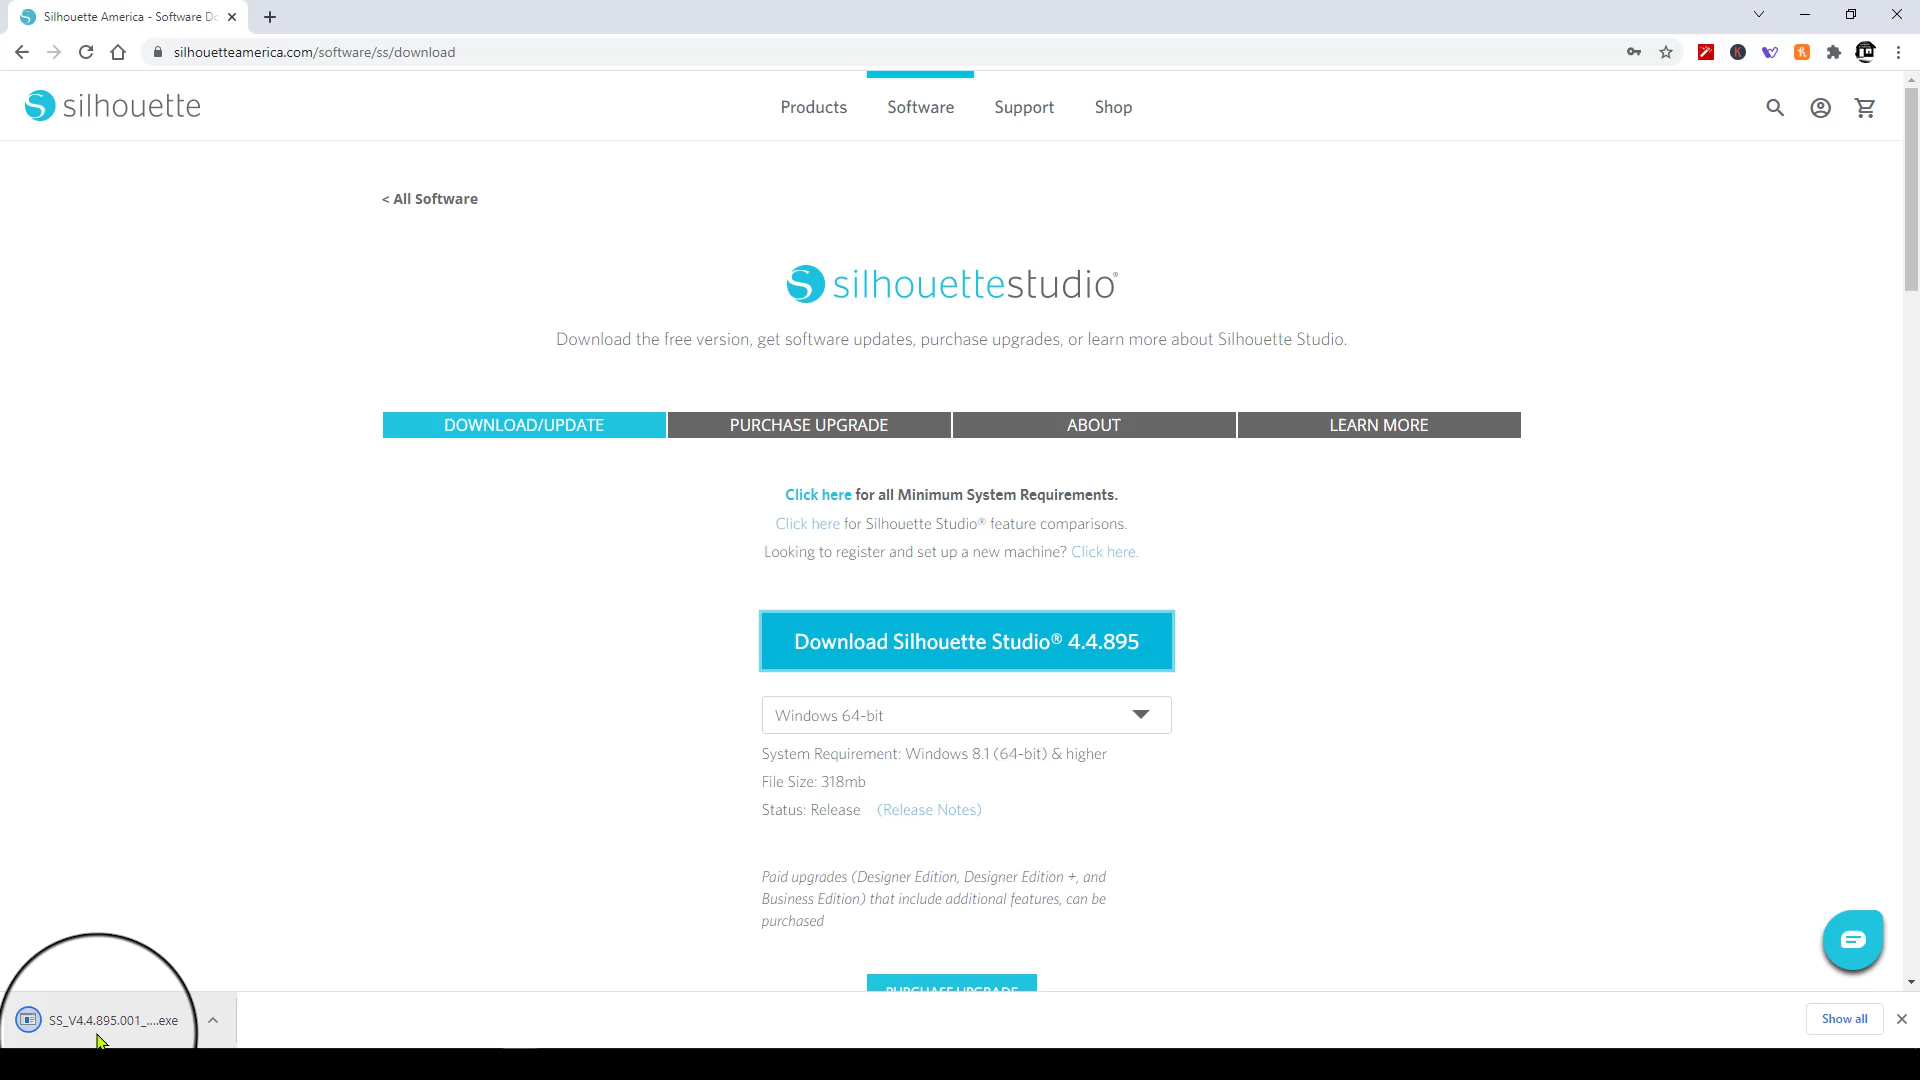 Silhouette America - Software Do
silhouetteamerica.com/software/ss/download
silhouette
Products
Software
Support
Shop
< All Software
silhouettestudio®
Download the free version, get software updates, purchase upgrades, or learn more about Silhouette Studio.
DOWNLOAD/UPDATE
PURCHASE UPGRADE
ABOUT
LEARN MORE
Click here for all Minimum System Requirements.
Click here for Silhouette Studio® feature comparisons.
Looking to register and set up a new machine? Click here.
Download Silhouette Studio® 4.4.895
Windows 64-bit
System Requirement: Windows 8.1 (64-bit) & higher
File Size: 318mb
Status: Release (Release Notes)
Paid upgrades (Designer Edition, Designer Edition +, and
Business Edition) that include additional features, can be
purchased
PURCHASE UPGRADE
SS_V4.4.895.001_....exe
Show all